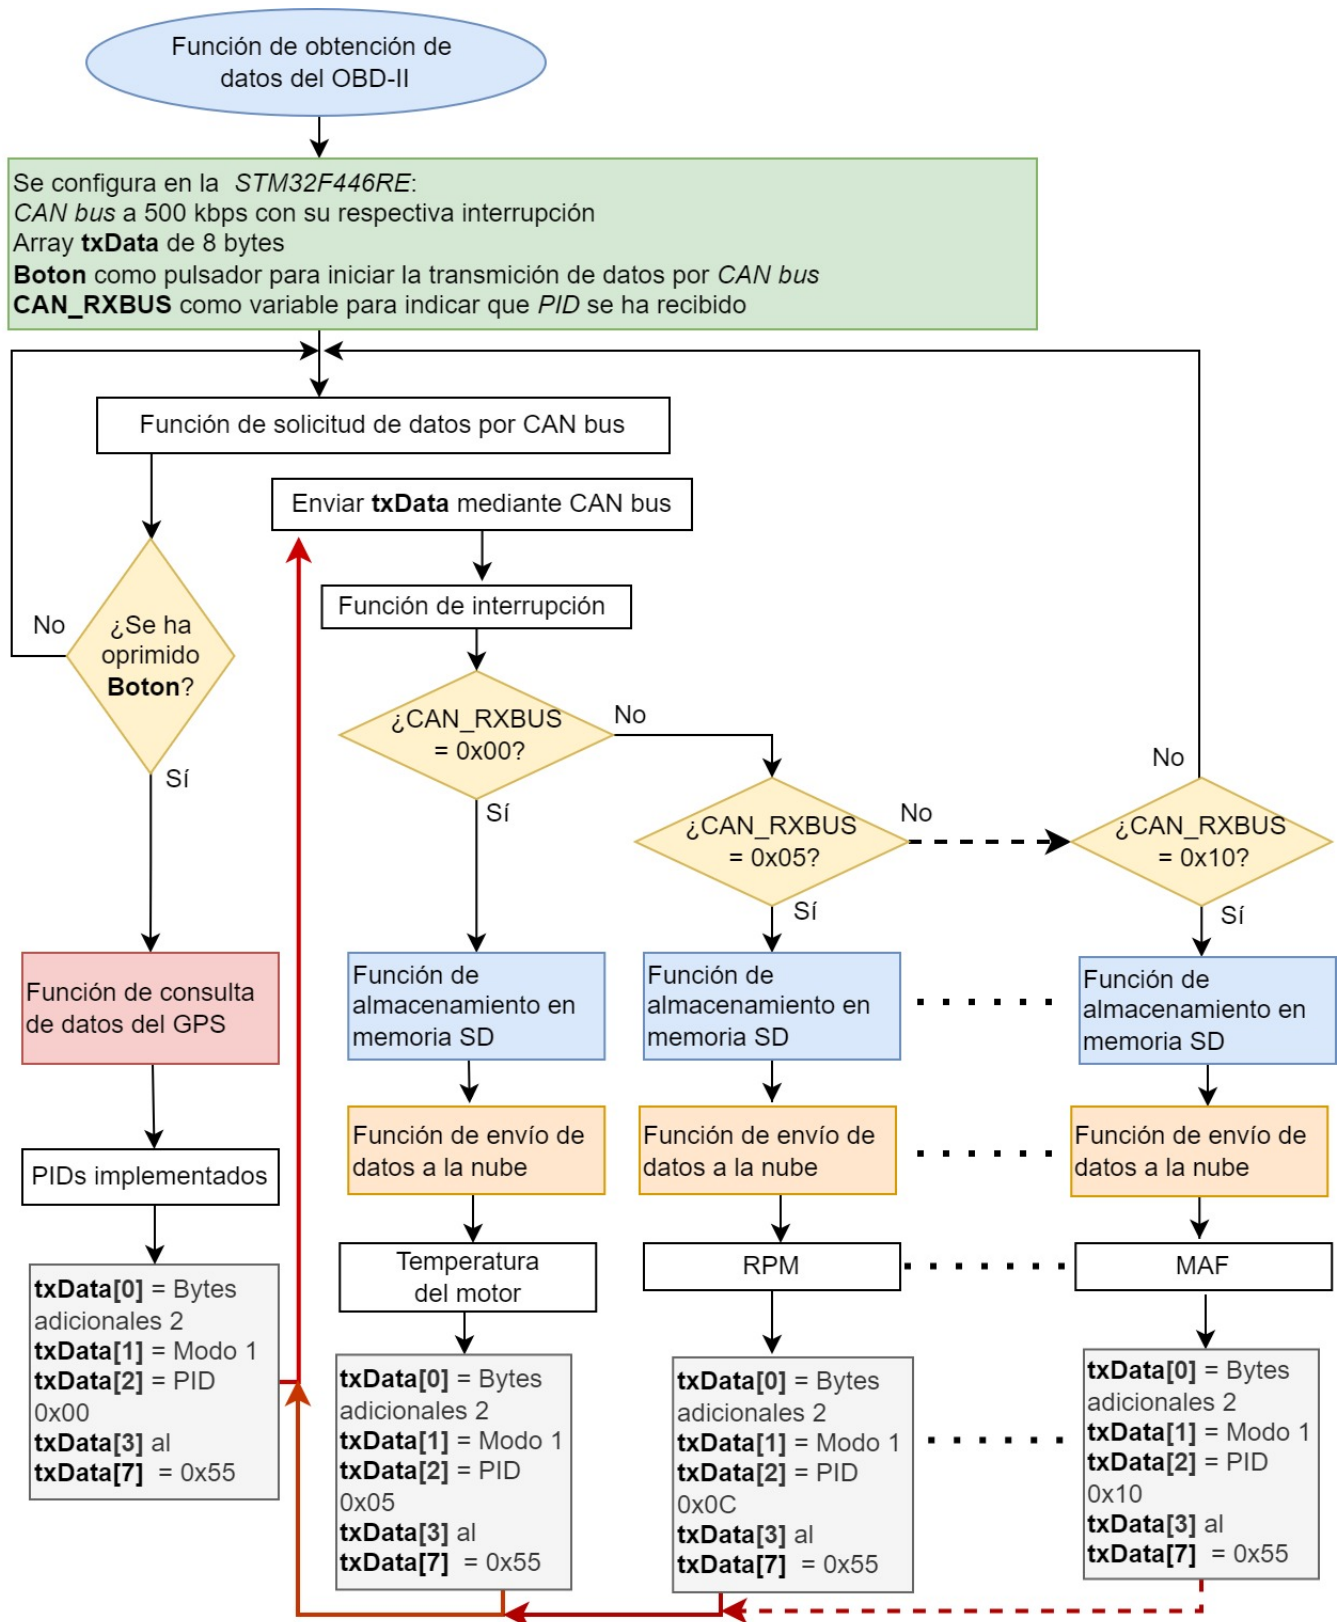 Función de obtención de
datos del OBD-II
Se configura en la STM32F446RE:
CAN bus a 500 kbps con su respectiva interrupción
Array txData de 8 bytes
Boton como pulsador para iniciar la transmición de datos por CAN bus
CAN_RXBUS como variable para indicar que PID se ha recibido
Función de solicitud de datos por CAN bus
Enviar txData mediante CAN bus
Función de interrupción
No
¿Se ha
oprimido
Boton?
Sí
¿CAN_RXBUS
= 0x00?
No
Sí
¿CAN_RXBUS
= 0x05?
No
Sí
¿CAN_RXBUS
= 0x10?
No
Sí
Función de consulta
de datos del GPS
Función de
almacenamiento en
memoria SD
Función de
almacenamiento en
memoria SD
Función de
almacenamiento en
memoria SD
PIDs implementados
Función de envío de
datos a la nube
Función de envío de
datos a la nube
Función de envío de
datos a la nube
Temperatura
del motor
RPM
MAF
txData[0] = Bytes
adicionales 2
txData[1] = Modo 1
txData[2] = PID
0x00
txData[3] al
txData[7] = 0x55
txData[0] = Bytes
adicionales 2
txData[1] = Modo 1
txData[2] = PID
0x05
txData[3] al
txData[7] = 0x55
txData[0] = Bytes
adicionales 2
txData[1] = Modo 1
txData[2] = PID
0x0C
txData[3] al
txData[7] = 0x55
txData[0] = Bytes
adicionales 2
txData[1] = Modo 1
txData[2] = PID
0x10
txData[3] al
txData[7] = 0x55